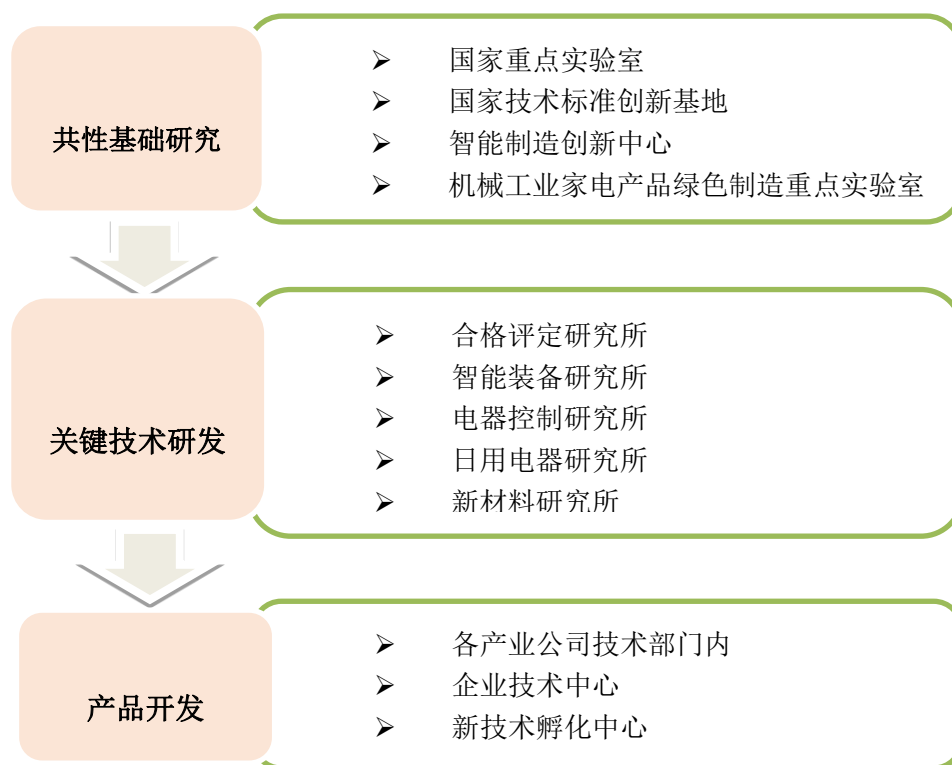 共性基础研究
➢ 国家重点实验室
➢ 国家技术标准创新基地
➢ 智能制造创新中心
➢ 机械工业家电产品绿色制造重点实验室
关键技术研发
➢ 合格评定研究所
➢ 智能装备研究所
➢ 电器控制研究所
➢ 日用电器研究所
➢ 新材料研究所
产品开发
➢ 各产业公司技术部门内
➢ 企业技术中心
➢ 新技术孵化中心